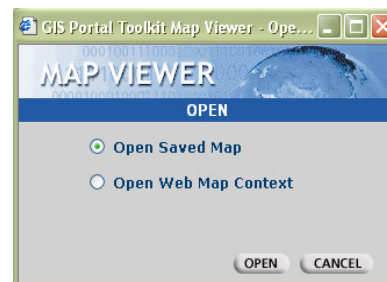 GIS Portal Toolkit Map Viewer - Ope...
MAP VIEWER
OPEN
Open Saved Map
Open Web Map Context
OPEN CANCEL